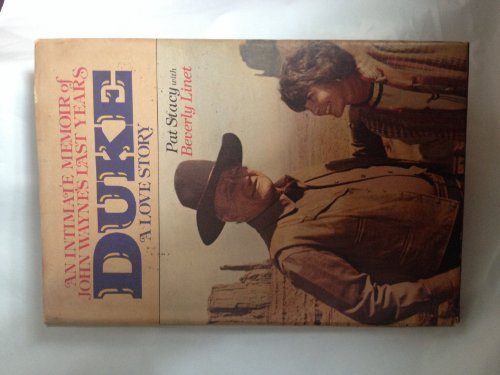 AN INTIMATE MEMOIR of
JOHN WAYNE'S LAST YEARS
DUKE
A LOVE STORY
Pat Stacy with
Beverly Linet